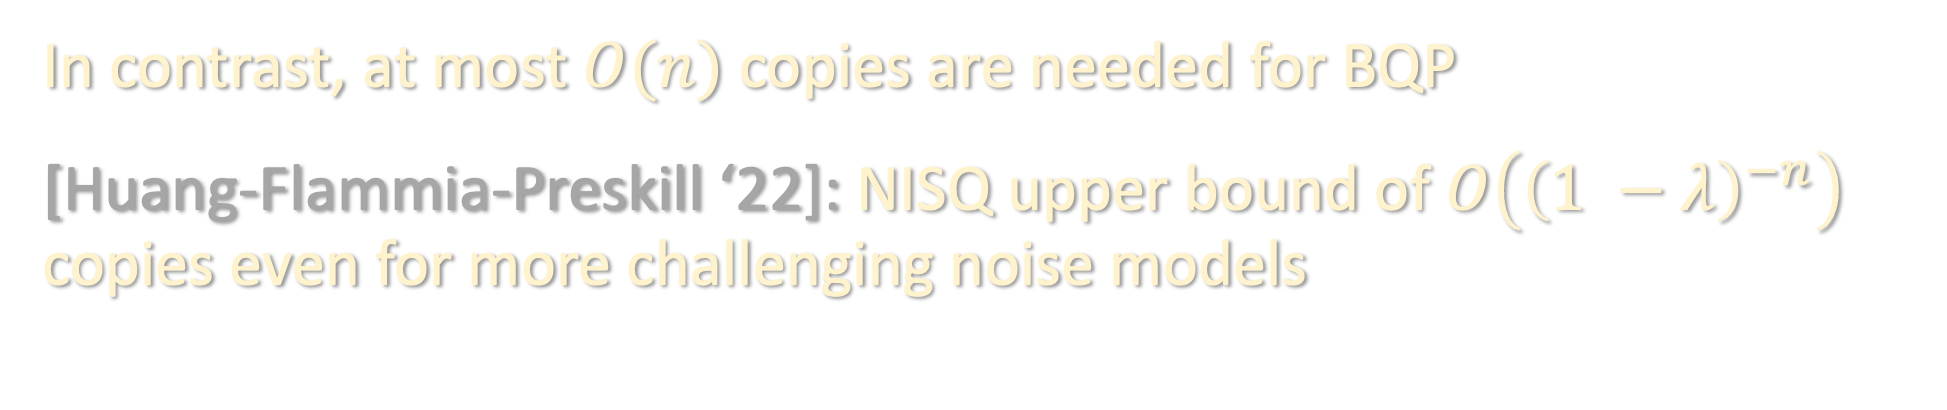 In contrast, at most O(n) copies are needed for BQP
[Huang-Flammia-Preskill ‘22]: NISQ upper bound of O((1 − λ)⁻ⁿ)
copies even for more challenging noise models